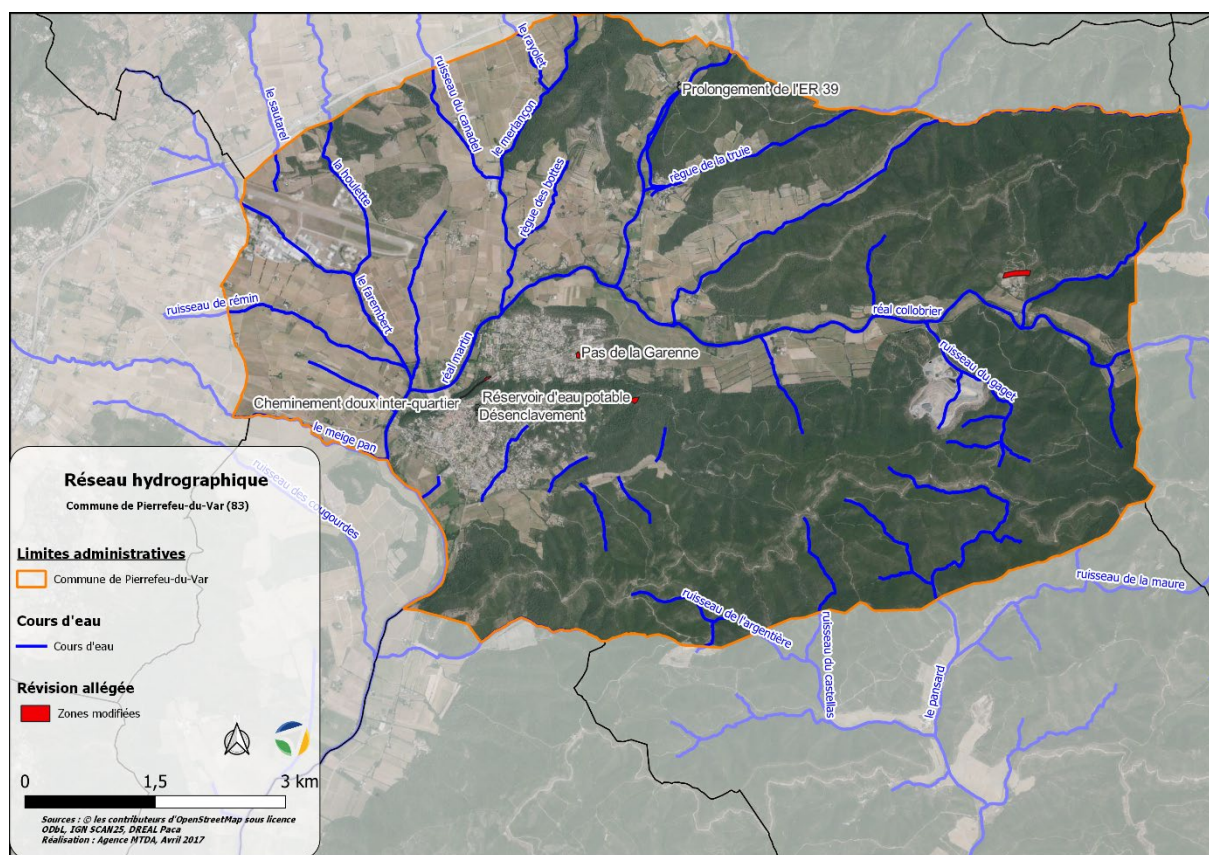 le rayolet
ruisseau du canadel
le sautarel
le merlançon
Prolongement de l'ER 39
la houlette
règue des bottes
règue de la truie
le farembert
ruisseau de rémin
réal martin
réal collobrier
Pas de la Garenne
ruisseau du gaget
Cheminement doux inter-quartier
Réservoir d'eau potable
Désenclavement
le meige pan
ruisseau des cougourdes
ruisseau de la maure
ruisseau de l'argentière
ruisseau du castellas
le pansard
Réseau hydrographique
Commune de Pierrefeu-du-Var (83)
Limites administratives
Commune de Pierrefeu-du-Var
Cours d'eau
Cours d'eau
Révision allégée
Zones modifiées
0 1,5 3 km
Sources : © les contributeurs d'OpenStreetMap sous licence
ODbL, IGN SCAN25, DREAL Paca
Réalisation : Agence MTDA, Avril 2017